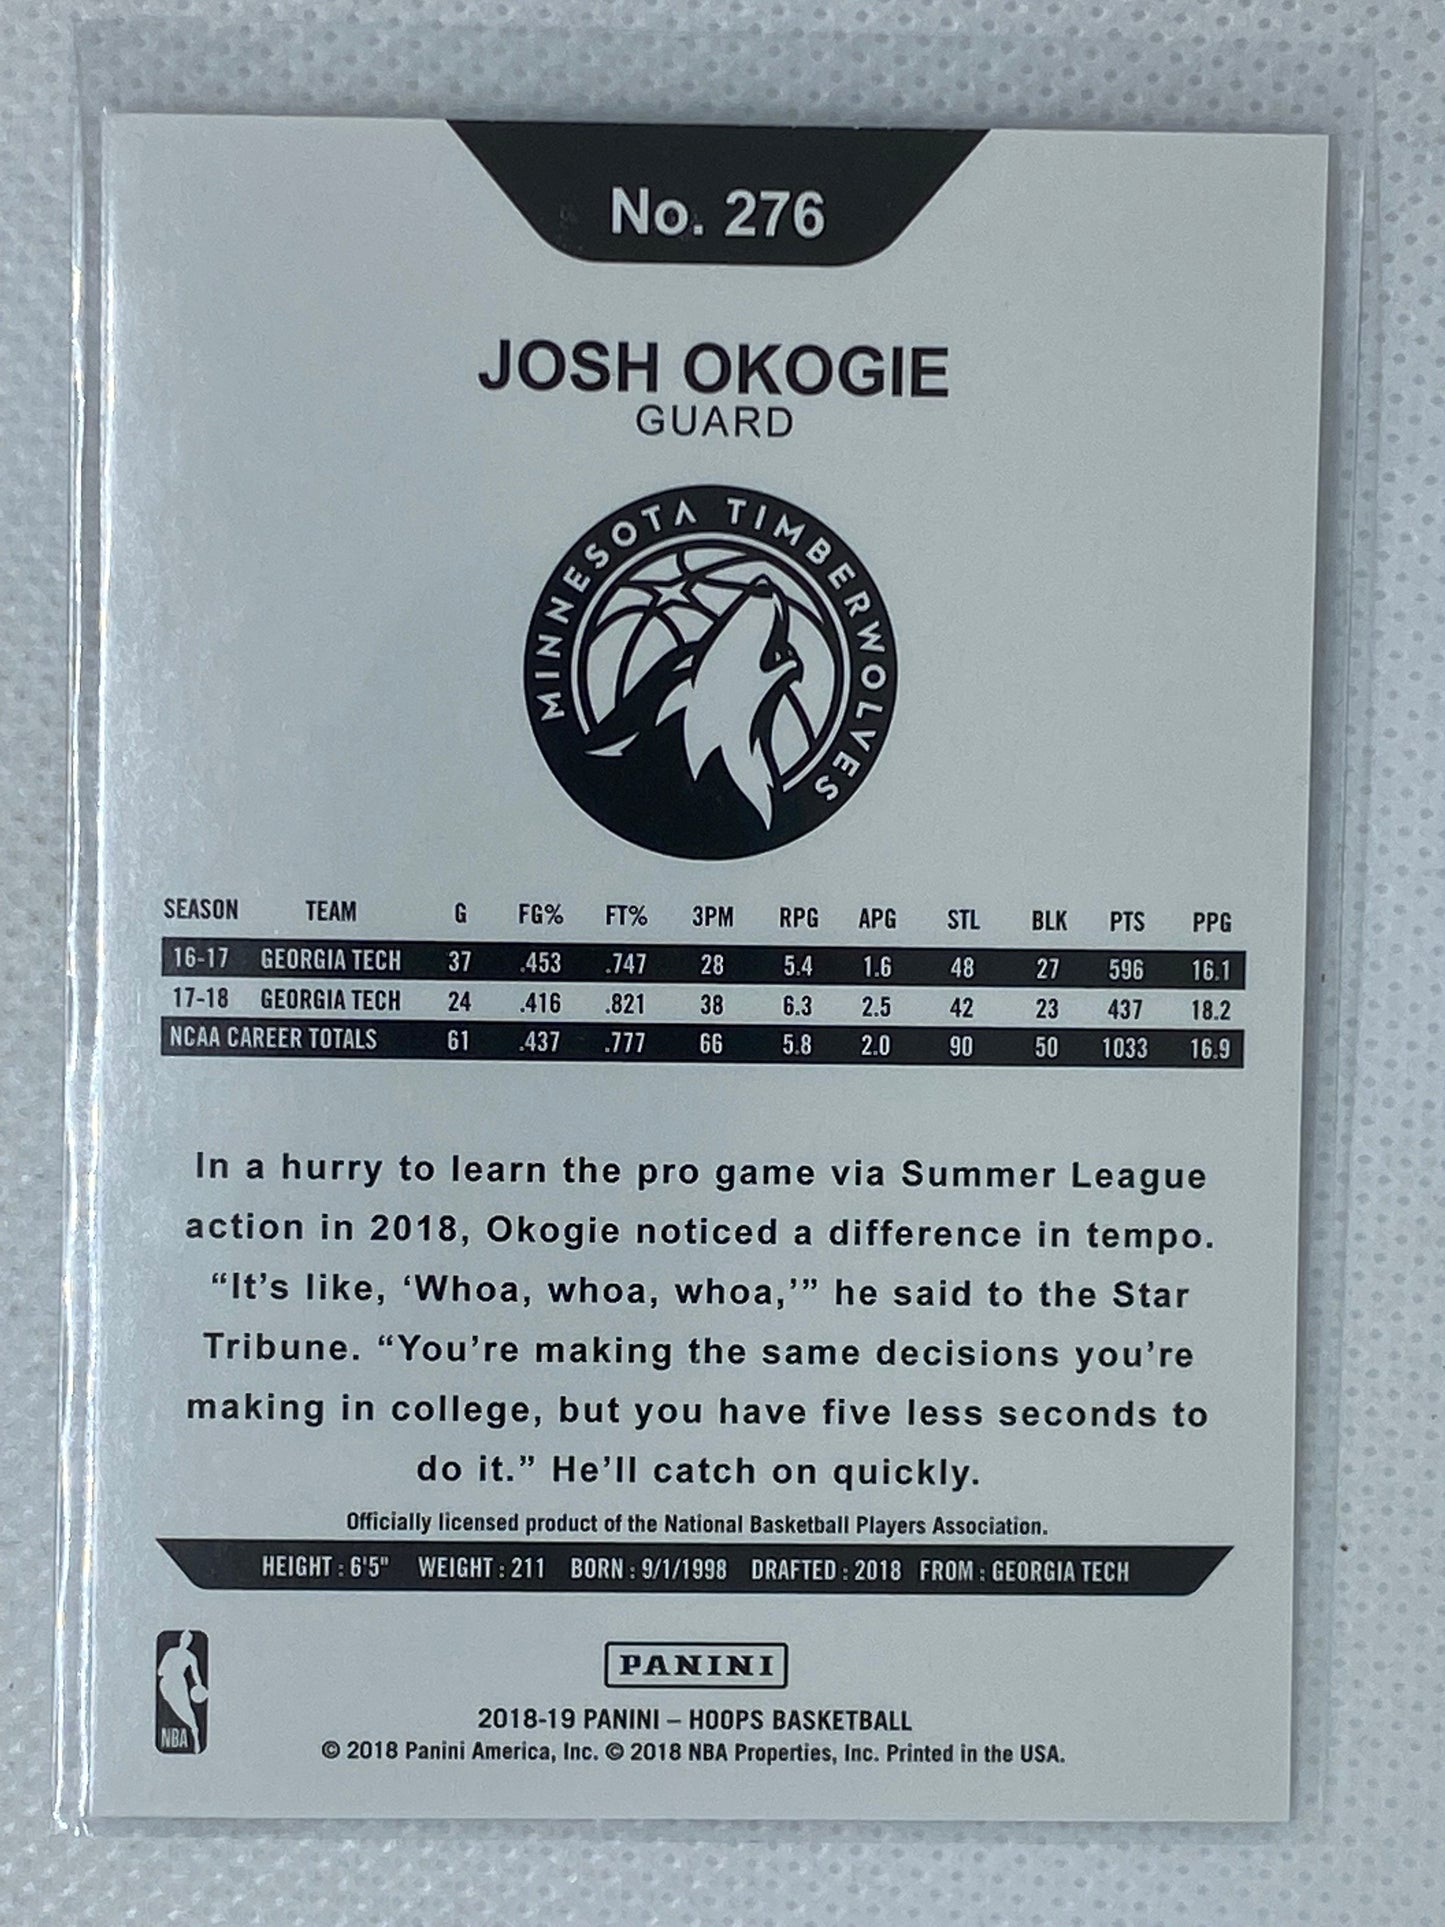 No. 276
JOSH OKOGIE
GUARD
MINNESOTA TIMBERWOLVES
SEASON TEAM G FG% FT% 3PM RPG APG STL BLK PTS PPG
16-17 GEORGIA TECH 37 .453 .747 28 5.4 1.6 48 27 596 16.1
17-18 GEORGIA TECH 24 .416 .821 38 6.3 2.5 42 23 437 18.2
NCAA CAREER TOTALS 61 .437 .777 66 5.8 2.0 90 50 1033 16.9
In a hurry to learn the pro game via Summer League
action in 2018, Okogie noticed a difference in tempo.
“It’s like, ‘Whoa, whoa, whoa,’” he said to the Star
Tribune. “You’re making the same decisions you’re
making in college, but you have five less seconds to
do it.” He’ll catch on quickly.
Officially licensed product of the National Basketball Players Association.
HEIGHT : 6'5" WEIGHT : 211 BORN : 9/1/1998 DRAFTED : 2018 FROM : GEORGIA TECH
NBA
PANINI
2018-19 PANINI – HOOPS BASKETBALL
© 2018 Panini America, Inc. © 2018 NBA Properties, Inc. Printed in the USA.